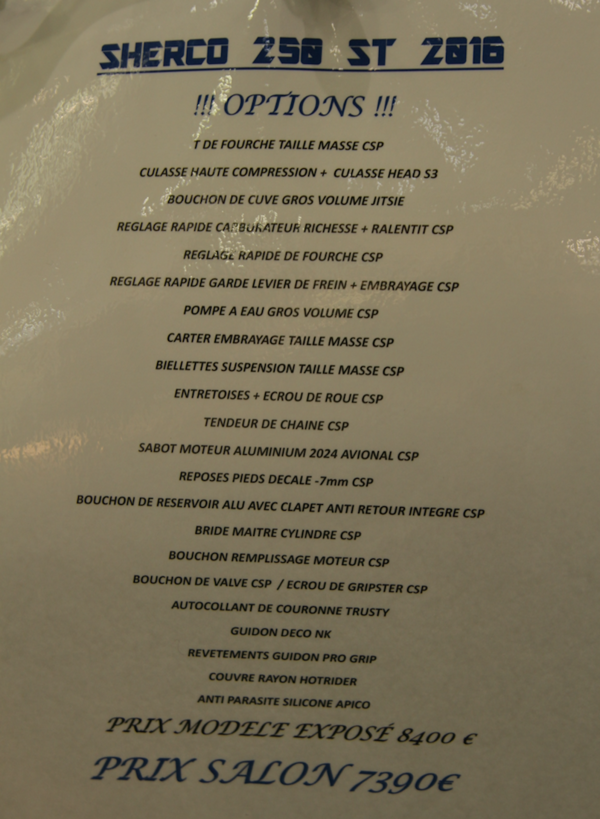 SHERCO 250 ST 2016
!!! OPTIONS !!!
T DE FOURCHE TAILLE MASSE CSP
CULASSE HAUTE COMPRESSION + CULASSE HEAD S3
BOUCHON DE CUVE GROS VOLUME JITSIE
REGLAGE RAPIDE CARBURATEUR RICHESSE + RALENTIT CSP
REGLAGE RAPIDE DE FOURCHE CSP
REGLAGE RAPIDE GARDE LEVIER DE FREIN + EMBRAYAGE CSP
POMPE A EAU GROS VOLUME CSP
CARTER EMBRAYAGE TAILLE MASSE CSP
BIELLETTES SUSPENSION TAILLE MASSE CSP
ENTRETOISES + ECROU DE ROUE CSP
TENDEUR DE CHAINE CSP
SABOT MOTEUR ALUMINIUM 2024 AVIONAL CSP
REPOSES PIEDS DECALE -7mm CSP
BOUCHON DE RESERVOIR ALU AVEC CLAPET ANTI RETOUR INTEGRE CSP
BRIDE MAITRE CYLINDRE CSP
BOUCHON REMPLISSAGE MOTEUR CSP
BOUCHON DE VALVE CSP / ECROU DE GRIPSTER CSP
AUTOCOLLANT DE COURONNE TRUSTY
GUIDON DECO NK
REVETEMENTS GUIDON PRO GRIP
COUVRE RAYON HOTRIDER
ANTI PARASITE SILICONE APICO
PRIX MODELE EXPOSÉ 8400 €
PRIX SALON 7390€